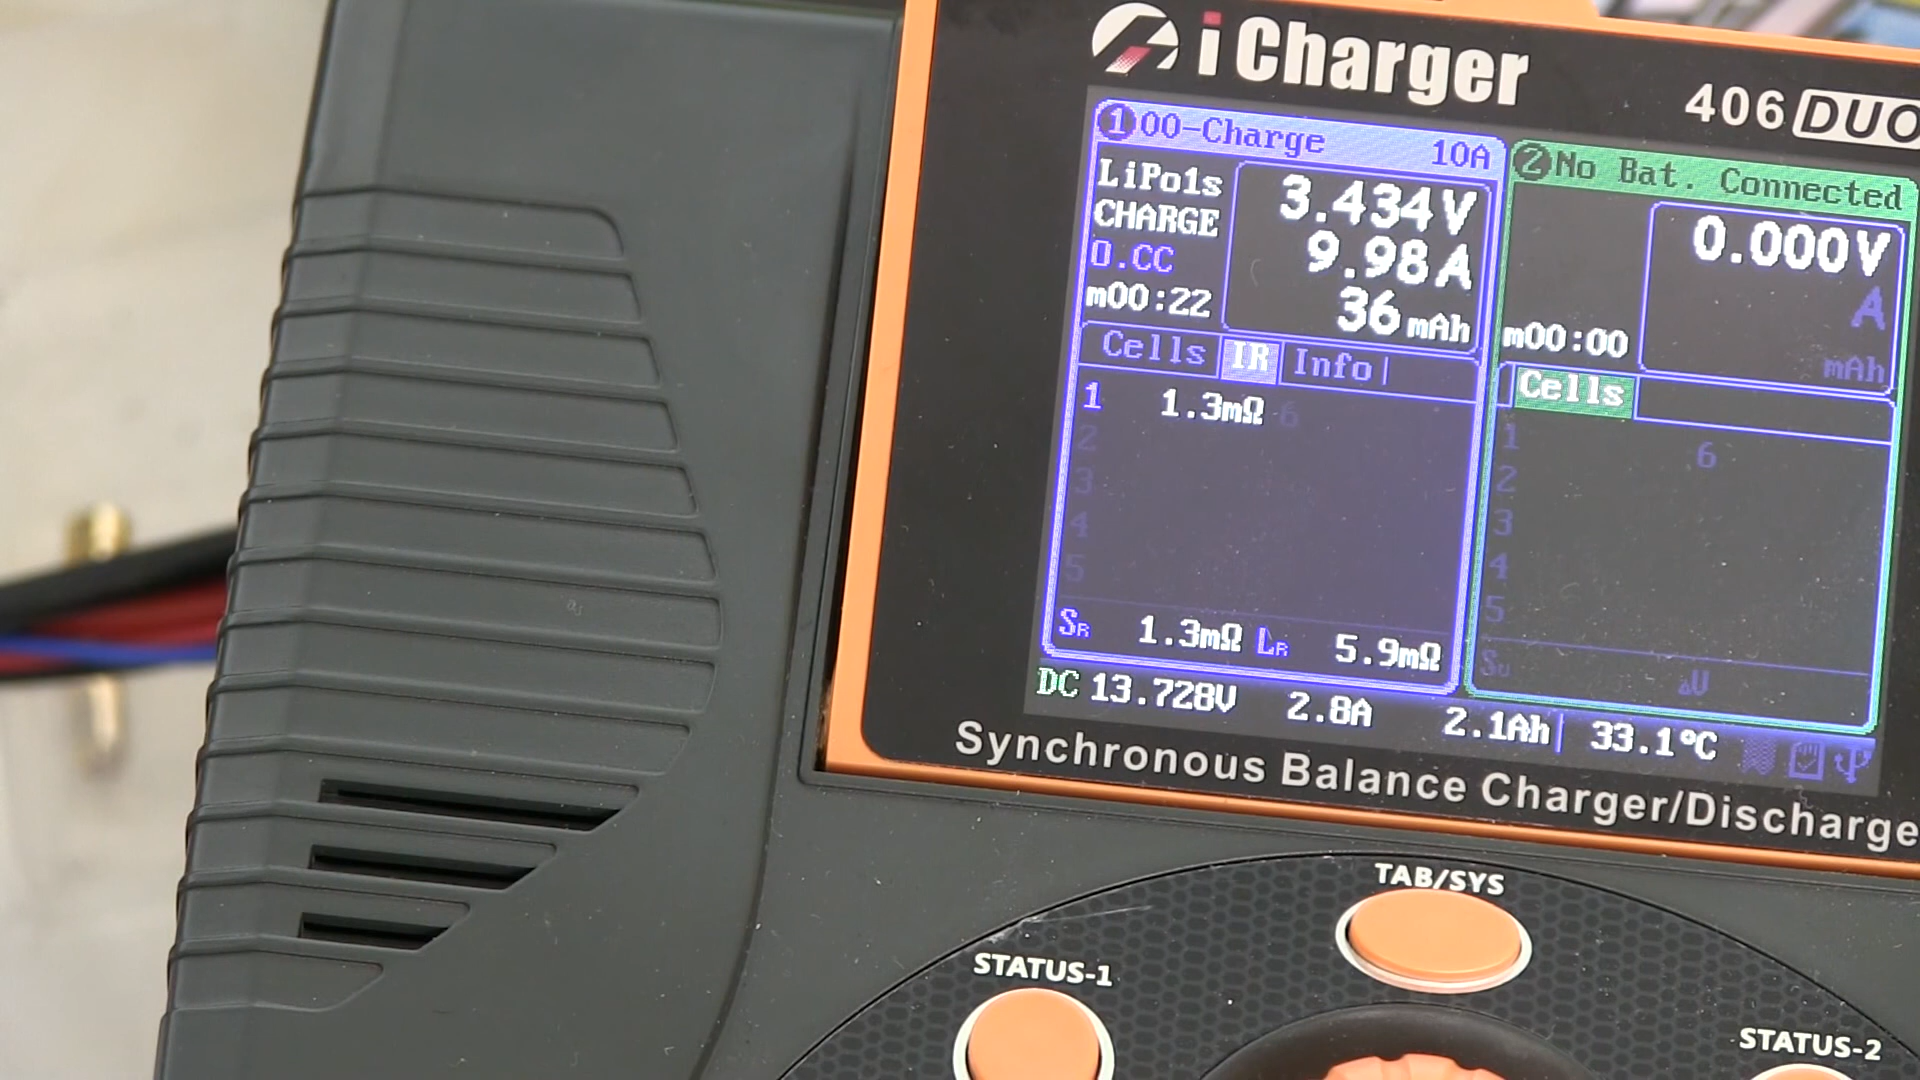 iCharger
406 DUO
1 00-Charge 10A
LiPo1s
CHARGE
0.CC
m00:22
3.434V
9.98A
36mAh
Cells IR Info
1 1.3mΩ 6
2
3
4
5
SR 1.3mΩ LR 5.9mΩ
2 No Bat. Connected
0.000V
A
m00:00
mAh
Cells
1
6
2
3
4
5
SU ΔU
DC 13.728V 2.8A 2.1Ah 33.1°C
Synchronous Balance Charger/Discharge
TAB/SYS
STATUS-1
STATUS-2